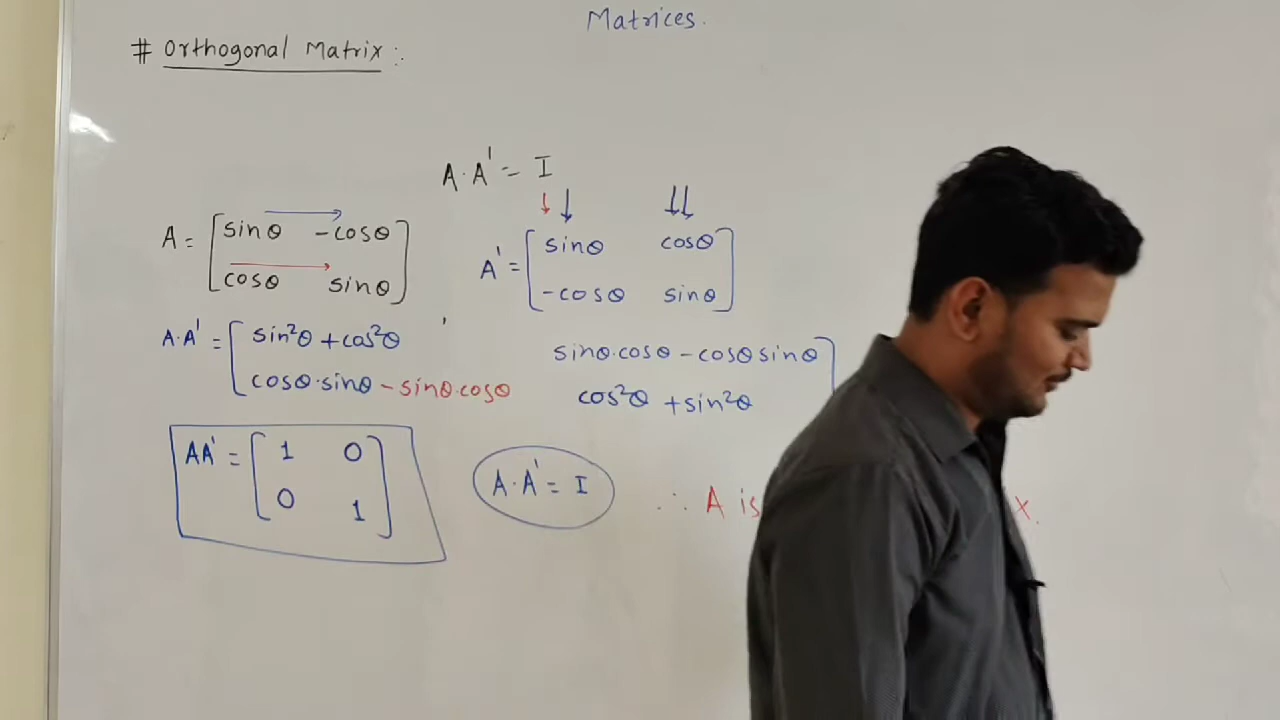 Matrices.
# Orthogonal Matrix :
A·A' = I
A = [ sinθ -cosθ
cosθ sinθ ]
A' = [ sinθ cosθ
-cosθ sinθ ]
A·A' = [ sin²θ + cos²θ sinθ·cosθ - cosθ sinθ
cosθ·sinθ - sinθ·cosθ cos²θ + sin²θ ]
AA' = [ 1 0
0 1 ]
A·A' = I
∴ A is x.